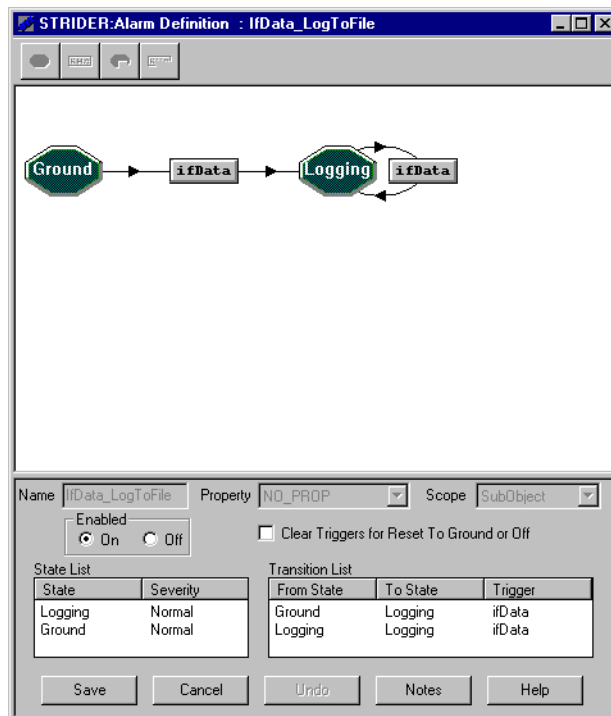 STRIDER:Alarm Definition : IfData_LogToFile
Ground ifData Logging ifData
Name IfData_LogToFile Property NO_PROP Scope SubObject
Enabled
On Off Clear Triggers for Reset To Ground or Off
State List Transition List
State Severity From State To State Trigger
Logging Normal Ground Logging ifData
Ground Normal Logging Logging ifData
Save Cancel Undo Notes Help